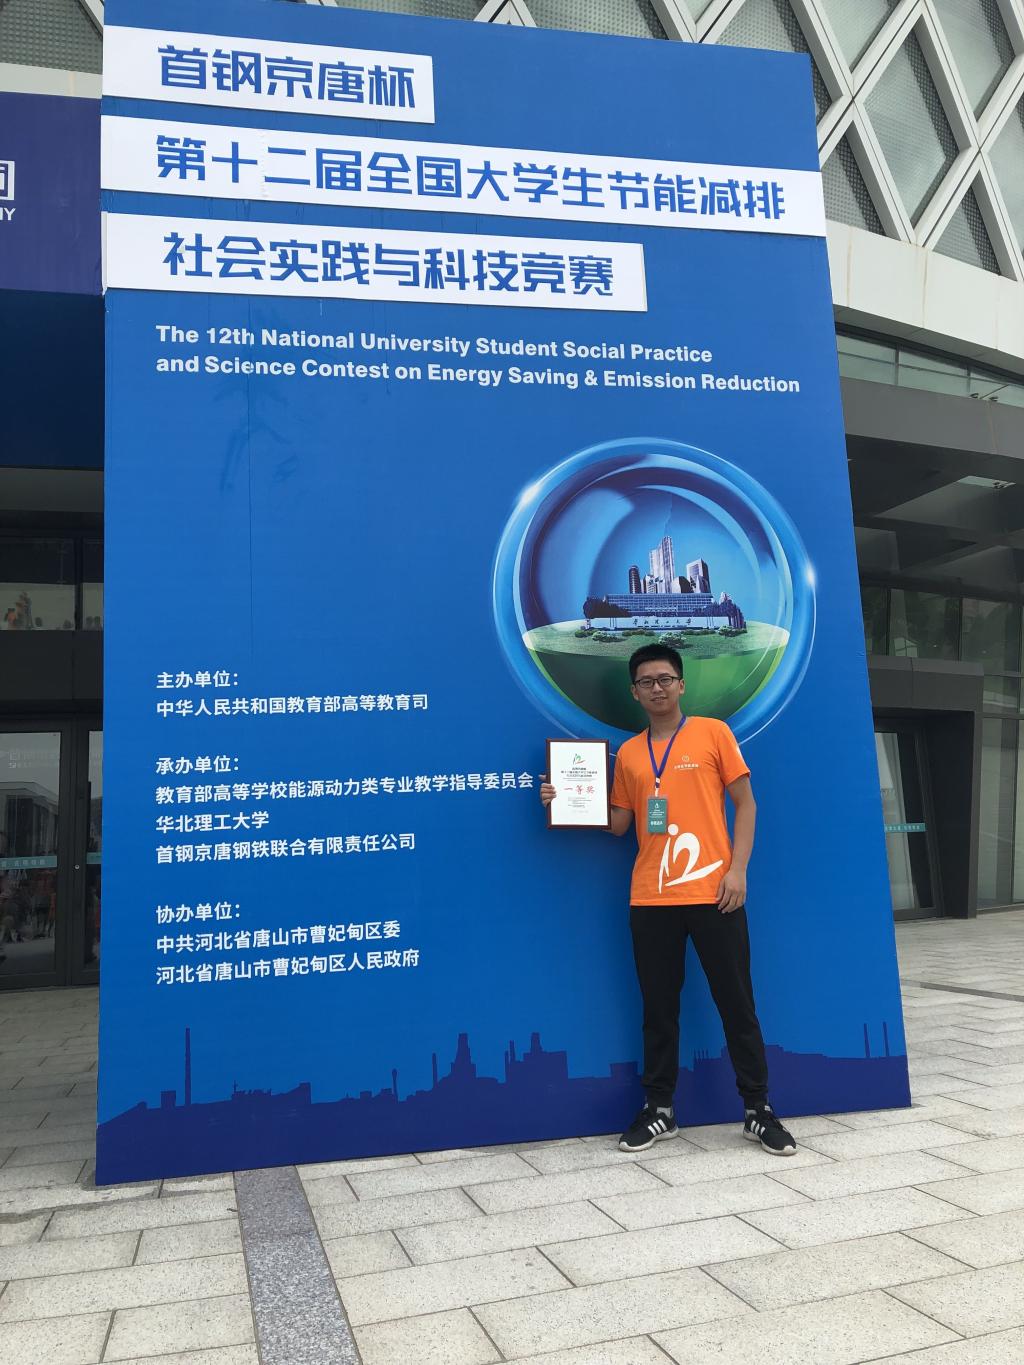 首钢京唐杯
第十二届全国大学生节能减排
社会实践与科技竞赛
The 12th National University Student Social Practice
and Science Contest on Energy Saving & Emission Reduction
华北理工大学
主办单位：
中华人民共和国教育部高等教育司
承办单位：
教育部高等学校能源动力类专业教学指导委员会
华北理工大学
首钢京唐钢铁联合有限责任公司
协办单位：
中共河北省唐山市曹妃甸区委
河北省唐山市曹妃甸区人民政府
一等奖